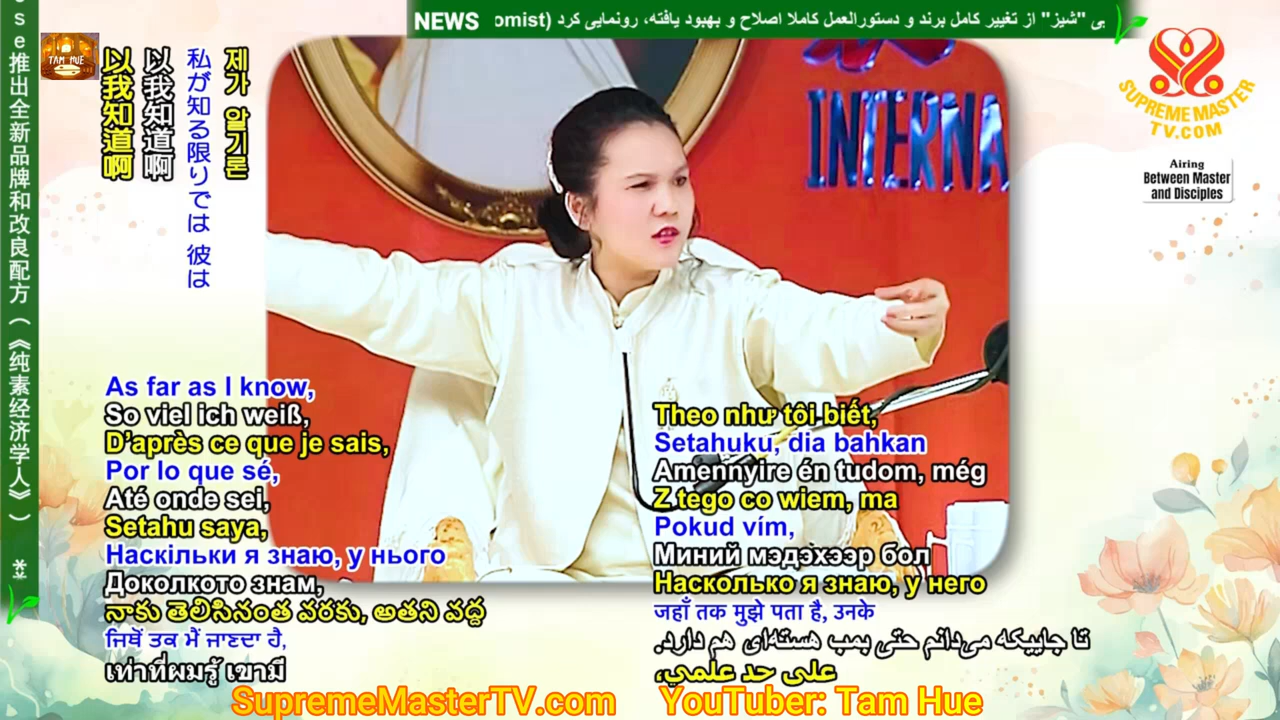 NEWS
omist) بی "شیز" از تغییر کامل برند و دستورالعمل کاملا اصلاح و بهبود یافته، رونمایی کرد
ose推出全新品牌和改良配方（《纯素经济学人》）
TAM HUE
以我知道啊
以我知道啊
私が知る限りでは 彼は
제가 알기론
INTERNA
SUPREME MASTER
TV.COM
Airing
Between Master
and Disciples
As far as I know,
So viel ich weiß,
D'après ce que je sais,
Por lo que sé,
Até onde sei,
Setahu saya,
Наскільки я знаю, у нього
Доколкото знам,
నాకు తెలిసినంత వరకు, అతని వద్ద
ਜਿਥੋਂ ਤਕ ਮੈਂ ਜਾਣਦਾ ਹੈ,
เท่าที่ผมรู้ เขามี
Theo như tôi biết,
Setahuku, dia bahkan
Amennyire én tudom, még
Z tego co wiem, ma
Pokud vím,
Миний мэдэхээр бол
Насколько я знаю, у него
जहाँ तक मुझे पता है, उनके
تا جاییکه می‌دانم حتی بمب هسته‌ای هم دارد.
على حد علمي،
SupremeMasterTV.com
YouTuber: Tam Hue